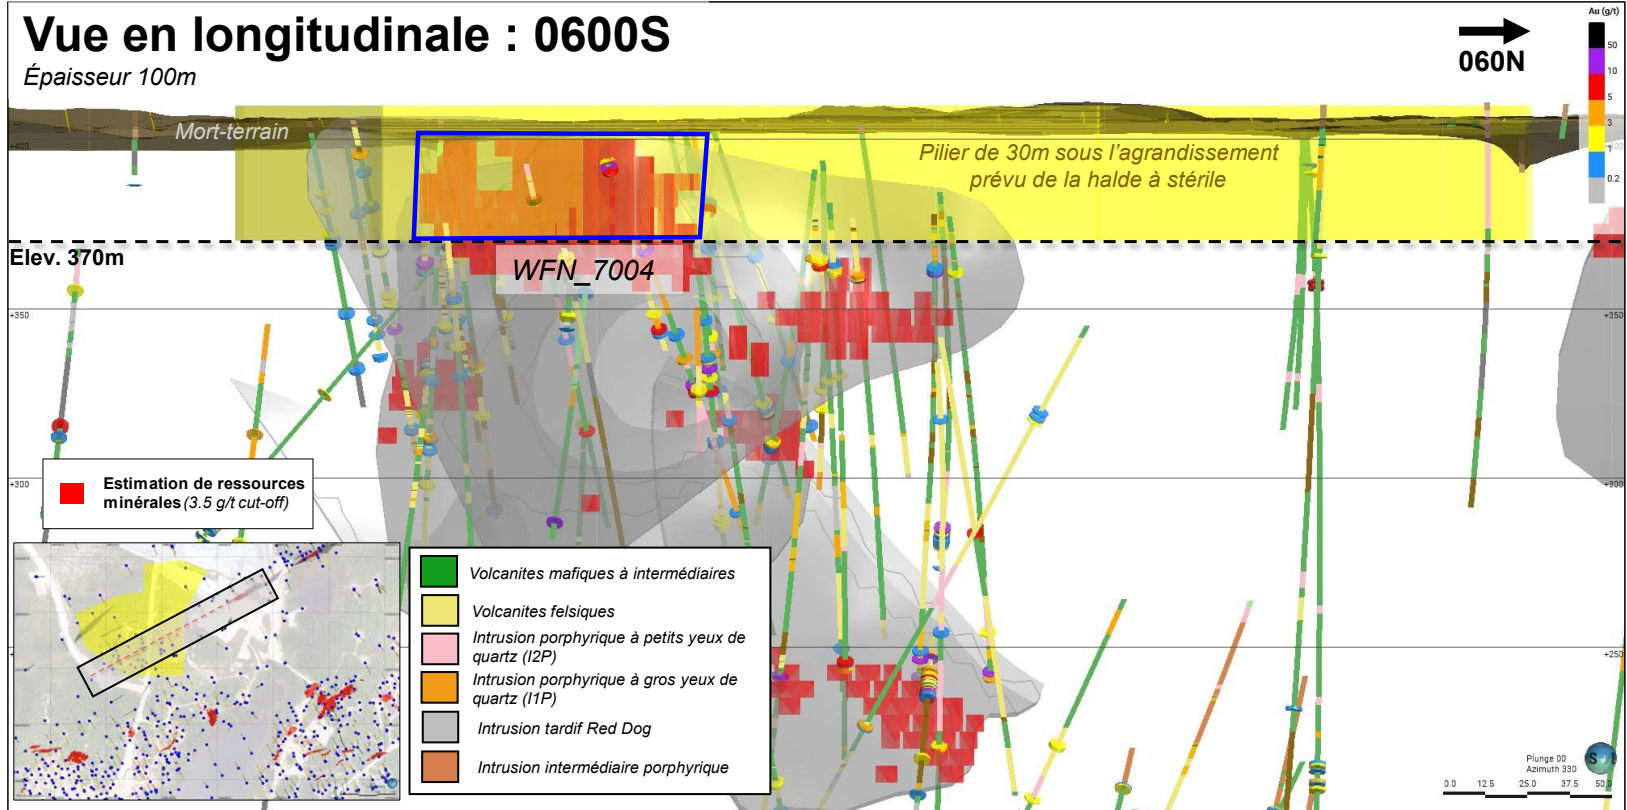 Vue en longitudinale : 0600S
Épaisseur 100m
060N
Au (g/t)
50
10
5
3
1
0.2
Mort-terrain
Pilier de 30m sous l'agrandissement
prévu de la halde à stérile
+400
Elev. 370m
WFN_7004
+350
+350
+300
+300
+250
Estimation de ressources
minérales (3.5 g/t cut-off)
Volcanites mafiques à intermédiaires
Volcanites felsiques
Intrusion porphyrique à petits yeux de
quartz (I2P)
Intrusion porphyrique à gros yeux de
quartz (I1P)
Intrusion tardif Red Dog
Intrusion intermédiaire porphyrique
Plunge 00
Azimuth 330
0.0 12.5 25.0 37.5 50.0